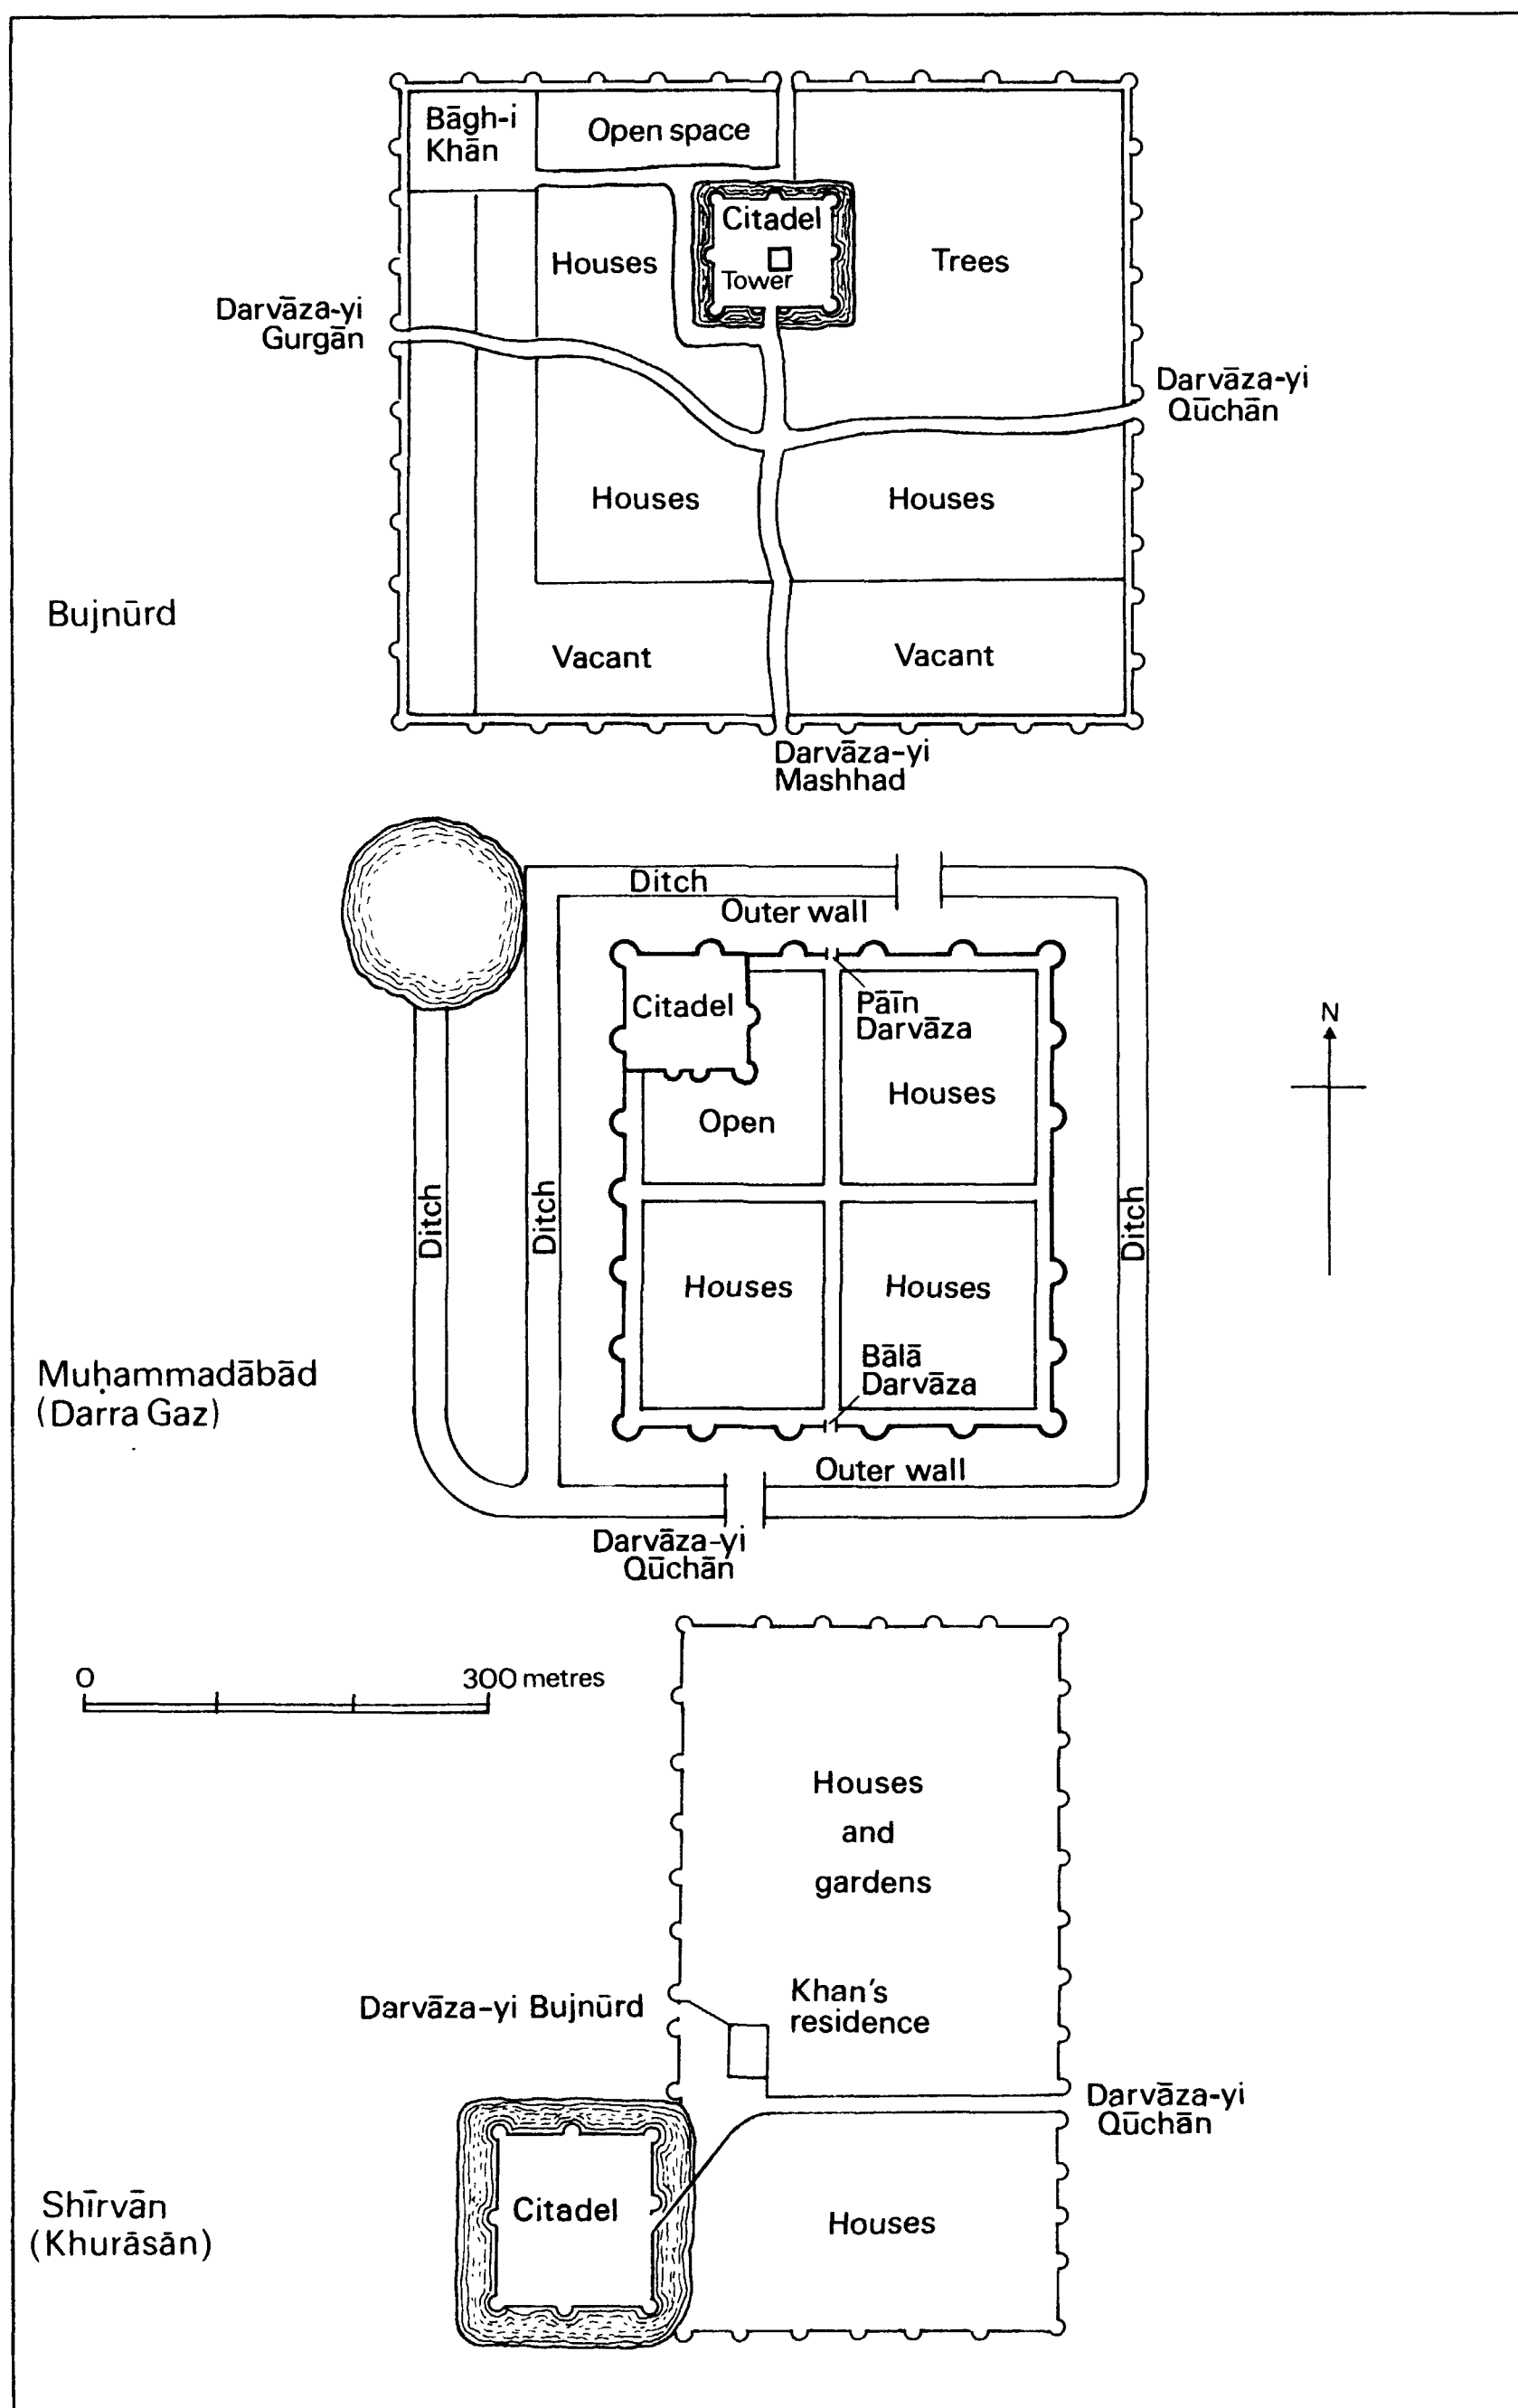 Bāgh-i
Khān
Open space
Citadel
Tower
Houses
Trees
Darvāza-yi
Gurgān
Darvāza-yi
Qūchān
Houses
Houses
Bujnūrd
Vacant
Vacant
Darvāza-yi
Mashhad
Ditch
Outer wall
Citadel
Pāīn
Darvāza
N
Houses
Open
Ditch
Ditch
Ditch
Houses
Houses
Bālā
Darvāza
Muḥammadābād
(Darra Gaz)
Outer wall
Darvāza-yi
Qūchān
0 300 metres
Houses
and
gardens
Khan's
residence
Darvāza-yi Bujnūrd
Darvāza-yi
Qūchān
Shīrvān
(Khurāsān)
Citadel
Houses